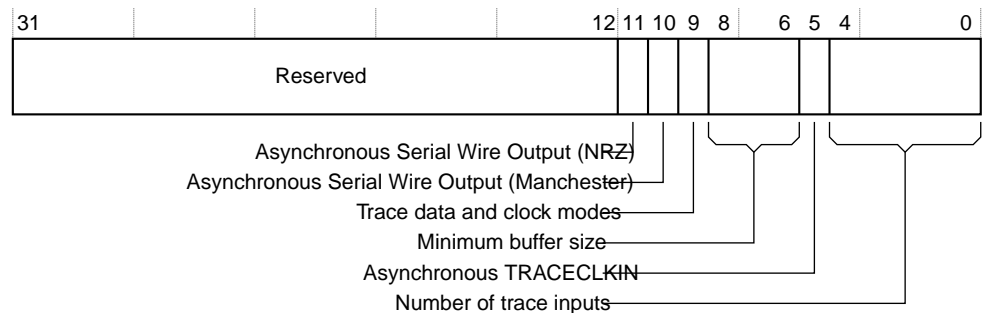 31 12 11 10 9 8 6 5 4 0
Reserved
Asynchronous Serial Wire Output (NRZ)
Asynchronous Serial Wire Output (Manchester)
Trace data and clock modes
Minimum buffer size
Asynchronous TRACECLKIN
Number of trace inputs